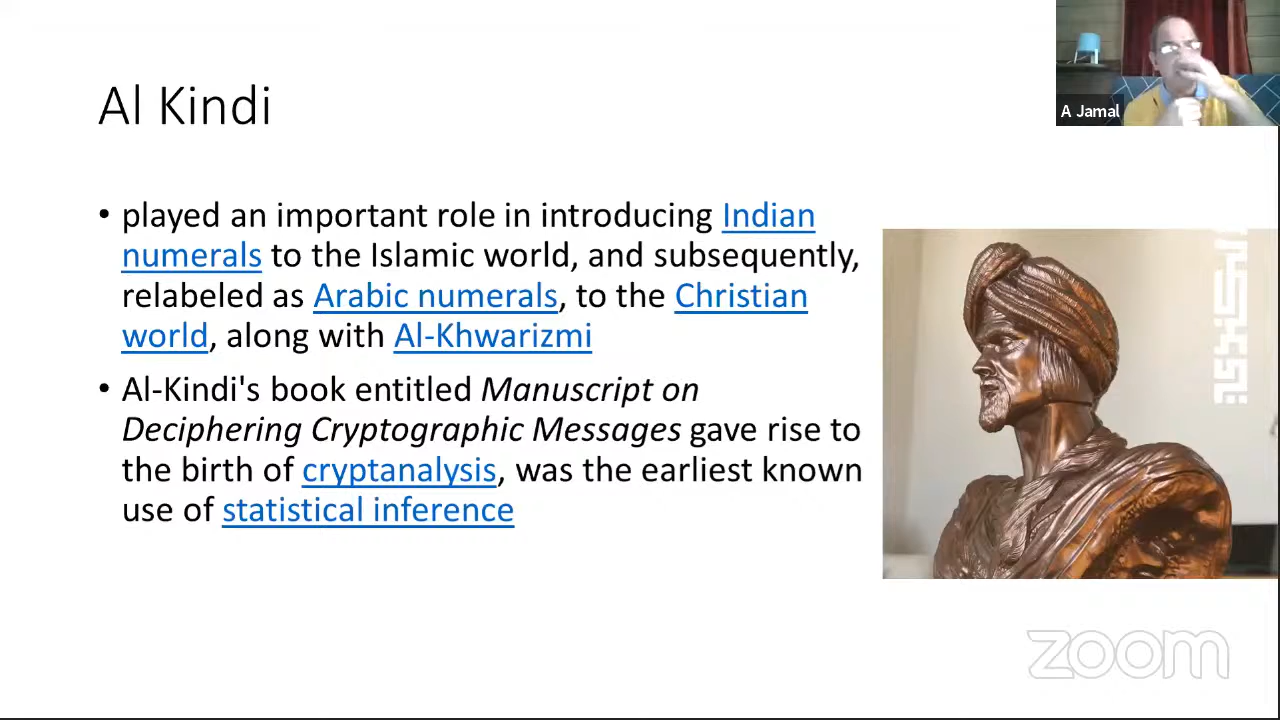 A Jamal
Al Kindi
• played an important role in introducing Indian
numerals to the Islamic world, and subsequently,
relabeled as Arabic numerals, to the Christian
world, along with Al-Khwarizmi
• Al-Kindi's book entitled Manuscript on
Deciphering Cryptographic Messages gave rise to
the birth of cryptanalysis, was the earliest known
use of statistical inference
zoom